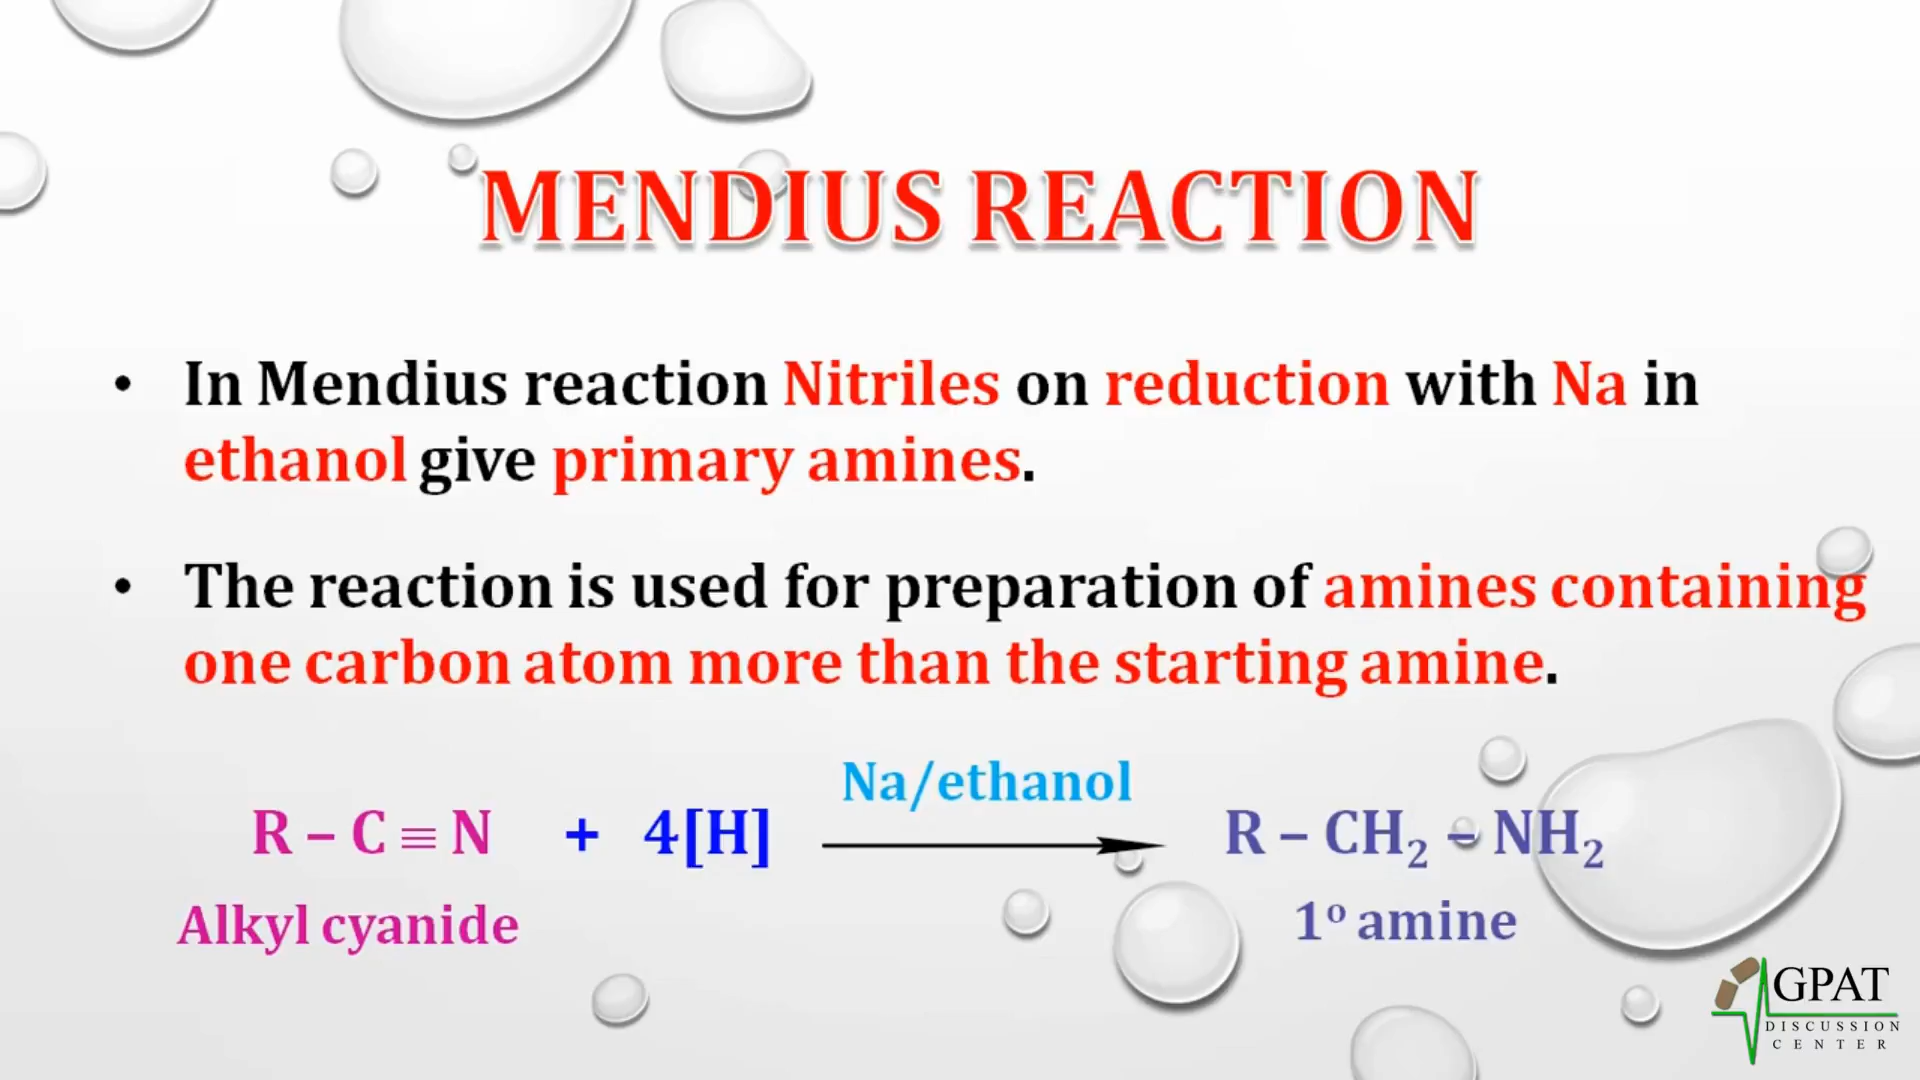 MENDIUS REACTION
• In Mendius reaction Nitriles on reduction with Na in
ethanol give primary amines.
• The reaction is used for preparation of amines containing
one carbon atom more than the starting amine.
Na/ethanol
R – C ≡ N + 4[H] R – CH₂ – NH₂
Alkyl cyanide 1º amine
GPAT
DISCUSSION
CENTER